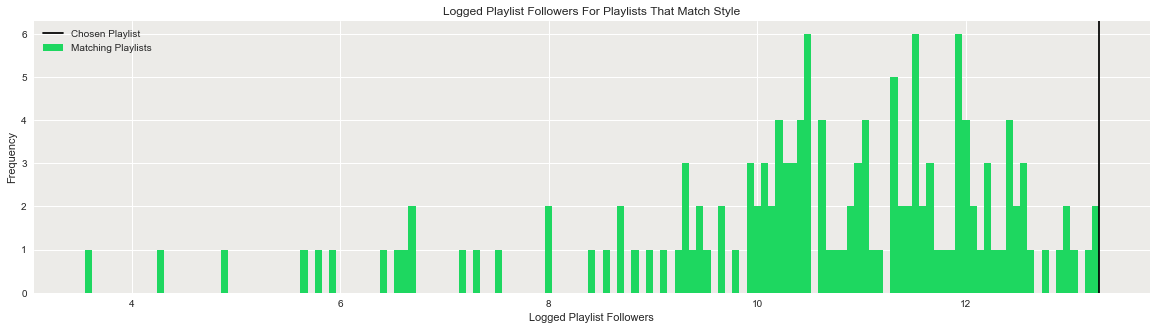 Logged Playlist Followers For Playlists That Match Style
Chosen Playlist
Matching Playlists
Frequency
6
5
4
3
2
1
0
4 6 8 10 12
Logged Playlist Followers